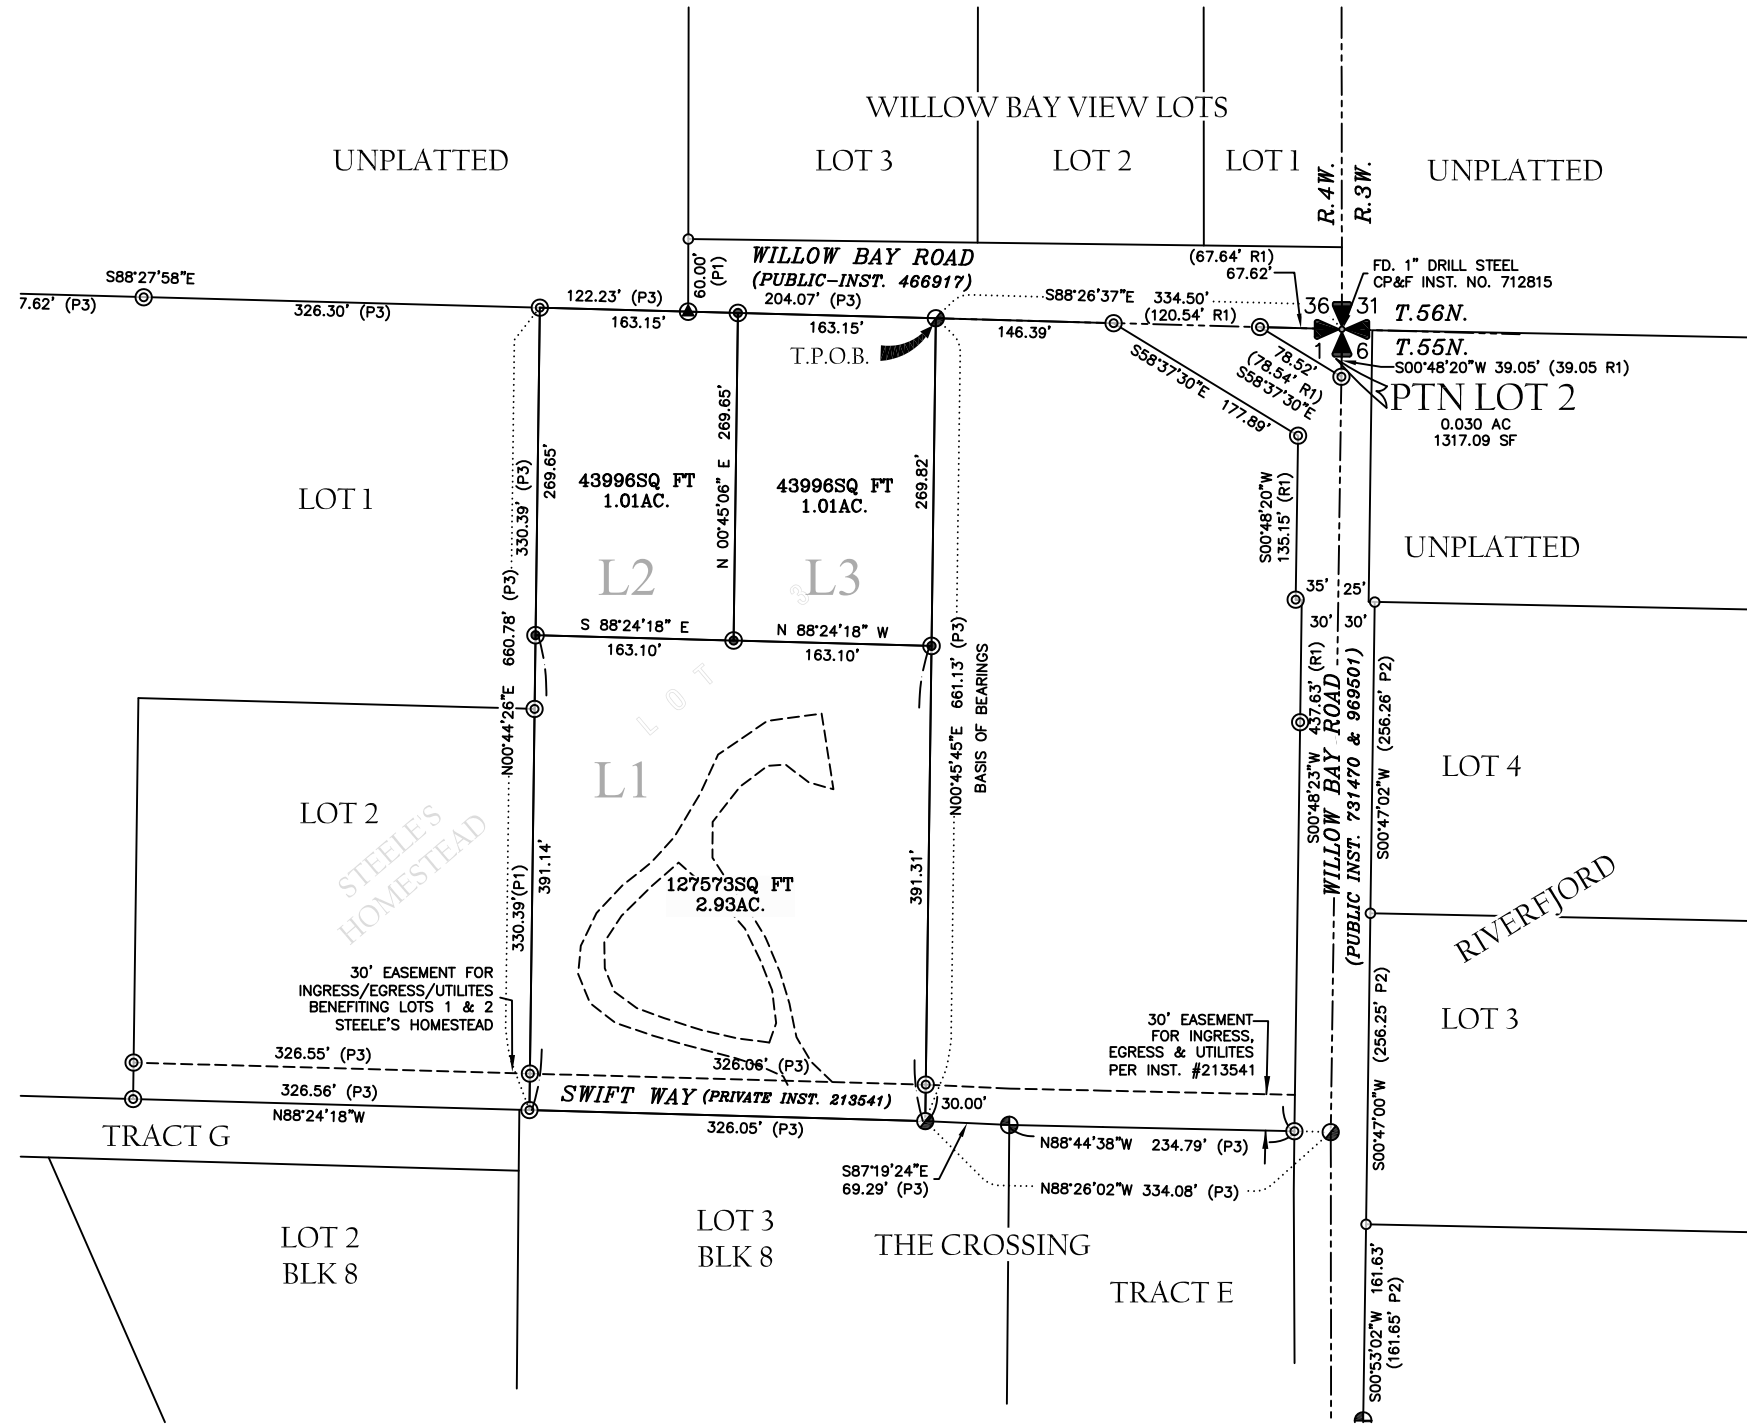 WILLOW BAY VIEW LOTS
UNPLATTED
LOT 3
LOT 2
LOT 1
R.4W.
R.3W.
UNPLATTED
S88°27'58"E
7.62' (P3)
326.30' (P3)
122.23' (P3)
163.15'
60.00'
(P1)
WILLOW BAY ROAD
(PUBLIC-INST. 466917)
204.07' (P3)
163.15'
T.P.O.B.
(67.64' R1)
67.62'
S88°26'37"E 334.50'
(120.54' R1)
146.39'
FD. 1" DRILL STEEL
CP&F INST. NO. 712815
36
31
T.56N.
1
6
T.55N.
S00°48'20"W 39.05' (39.05 R1)
PTN LOT 2
0.030 AC
1317.09 SF
78.52'
(78.54' R1)
S58°37'30"E
S58°37'30"E 177.89'
LOT 1
330.39' (P3)
269.65'
43996SQ FT
1.01AC.
L2
N 00°45'06" E 269.65'
43996SQ FT
1.01AC.
L3
269.82'
S00°48'20"W
135.15' (R1)
UNPLATTED
35'
25'
30'
30'
S 88°24'18" E
163.10'
N 88°24'18" W
163.10'
N00°44'26"E 660.78' (P3)
LOT 3
N00°45'45"E 661.13' (P3)
BASIS OF BEARINGS
S00°48'23"W 437.63' (R1)
WILLOW BAY ROAD
(PUBLIC INST. 731470 & 969501)
S00°47'02"W (256.26' P2)
LOT 4
L1
LOT 2
STEELE'S
HOMESTEAD
330.39'(P1)
391.14'
127573SQ FT
2.93AC.
391.31'
RIVERFJORD
LOT 3
S00°47'00"W (256.25' P2)
30' EASEMENT FOR
INGRESS/EGRESS/UTILITES
BENEFITING LOTS 1 & 2
STEELE'S HOMESTEAD
30' EASEMENT
FOR INGRESS,
EGRESS & UTILITES
PER INST. #213541
326.55' (P3)
326.06' (P3)
326.56' (P3)
N88°24'18"W
SWIFT WAY (PRIVATE INST. 213541)
30.00'
326.05' (P3)
TRACT G
N88°44'38"W 234.79' (P3)
S87°19'24"E
69.29' (P3)
N88°26'02"W 334.08' (P3)
LOT 2
BLK 8
LOT 3
BLK 8
THE CROSSING
TRACT E
S00°53'02"W 161.63'
(161.65' P2)